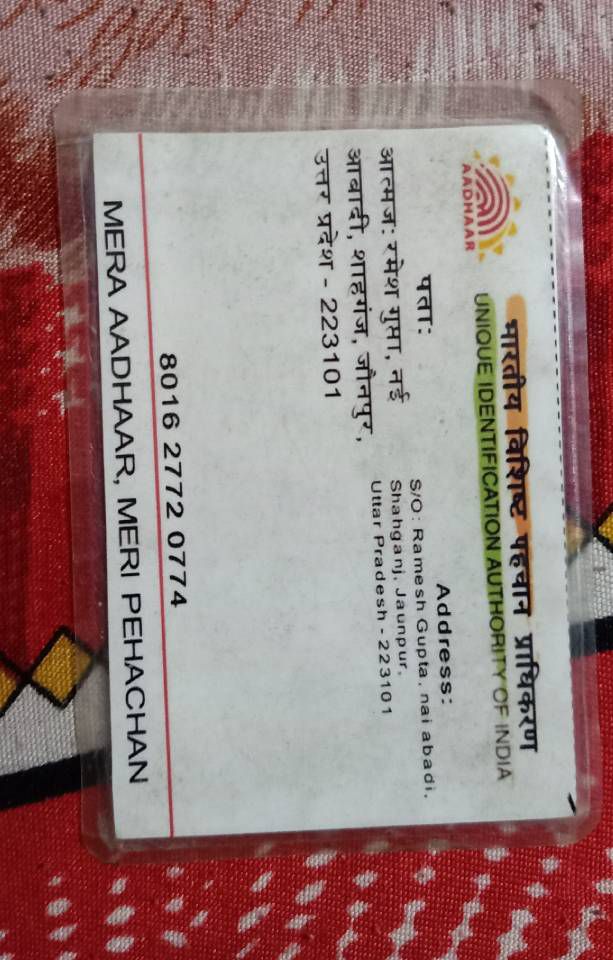 भारतीय विशिष्ट पहचान प्राधिकरण
UNIQUE IDENTIFICATION AUTHORITY OF INDIA
AADHAAR
पता:
आत्मज: रमेश गुप्ता, नई
आबादी, शाहगंज, जौनपुर,
उत्तर प्रदेश - 223101
Address:
S/O: Ramesh Gupta, nai abadi,
Shahganj, Jaunpur,
Uttar Pradesh - 223101
8016 2772 0774
MERA AADHAAR, MERI PEHACHAN